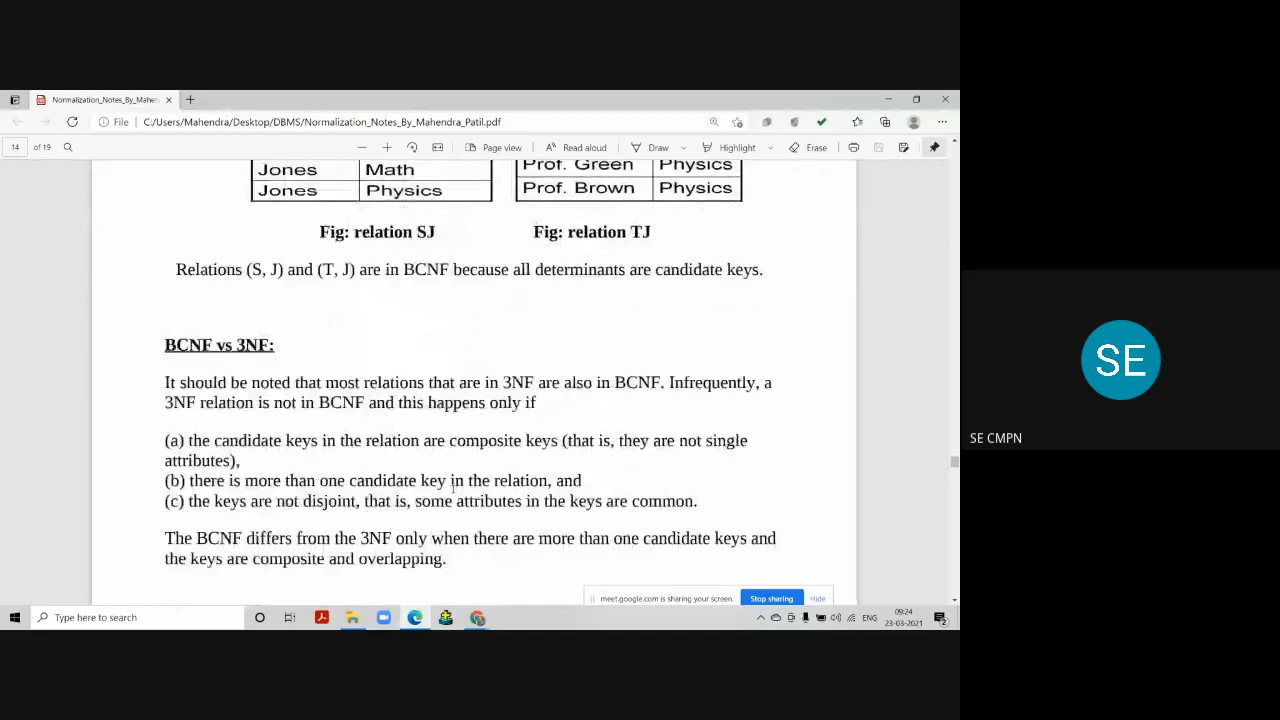 Normalization_Notes_By_Mahen
File
C:/Users/Mahendra/Desktop/DBMS/Normalization_Notes_By_Mahendra_Patil.pdf
14 of 19
Page view
Read aloud
Draw
Highlight
Erase
Jones Math
Jones Physics
Prof. Green Physics
Prof. Brown Physics
Fig: relation SJ
Fig: relation TJ
Relations (S, J) and (T, J) are in BCNF because all determinants are candidate keys.
BCNF vs 3NF:
It should be noted that most relations that are in 3NF are also in BCNF. Infrequently, a
3NF relation is not in BCNF and this happens only if
(a) the candidate keys in the relation are composite keys (that is, they are not single
attributes),
(b) there is more than one candidate key in the relation, and
(c) the keys are not disjoint, that is, some attributes in the keys are common.
The BCNF differs from the 3NF only when there are more than one candidate keys and
the keys are composite and overlapping.
meet.google.com is sharing your screen.
Stop sharing
Hide
Type here to search
ENG
09:24
23-03-2021
2
SE
SE CMPN